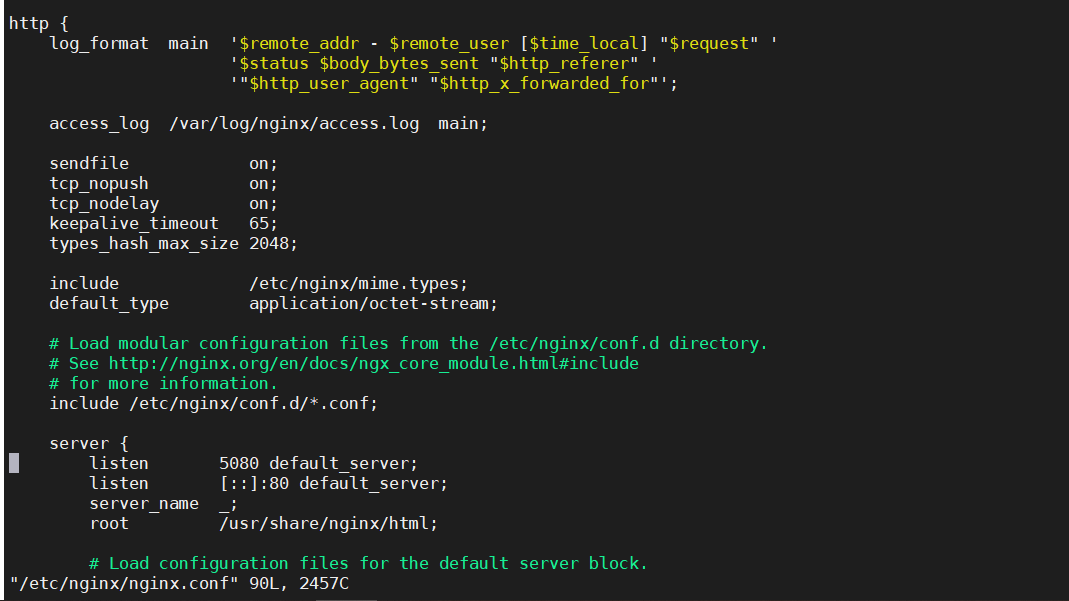 http {
    log_format  main  '$remote_addr - $remote_user [$time_local] "$request" '
                      '$status $body_bytes_sent "$http_referer" '
                      '"$http_user_agent" "$http_x_forwarded_for"';
    access_log  /var/log/nginx/access.log  main;
    sendfile            on;
    tcp_nopush          on;
    tcp_nodelay         on;
    keepalive_timeout   65;
    types_hash_max_size 2048;
    include             /etc/nginx/mime.types;
    default_type        application/octet-stream;
    # Load modular configuration files from the /etc/nginx/conf.d directory.
    # See http://nginx.org/en/docs/ngx_core_module.html#include
    # for more information.
    include /etc/nginx/conf.d/*.conf;
    server {
        listen       5080 default_server;
        listen       [::]:80 default_server;
        server_name  _;
        root         /usr/share/nginx/html;
        # Load configuration files for the default server block.
"/etc/nginx/nginx.conf" 90L, 2457C